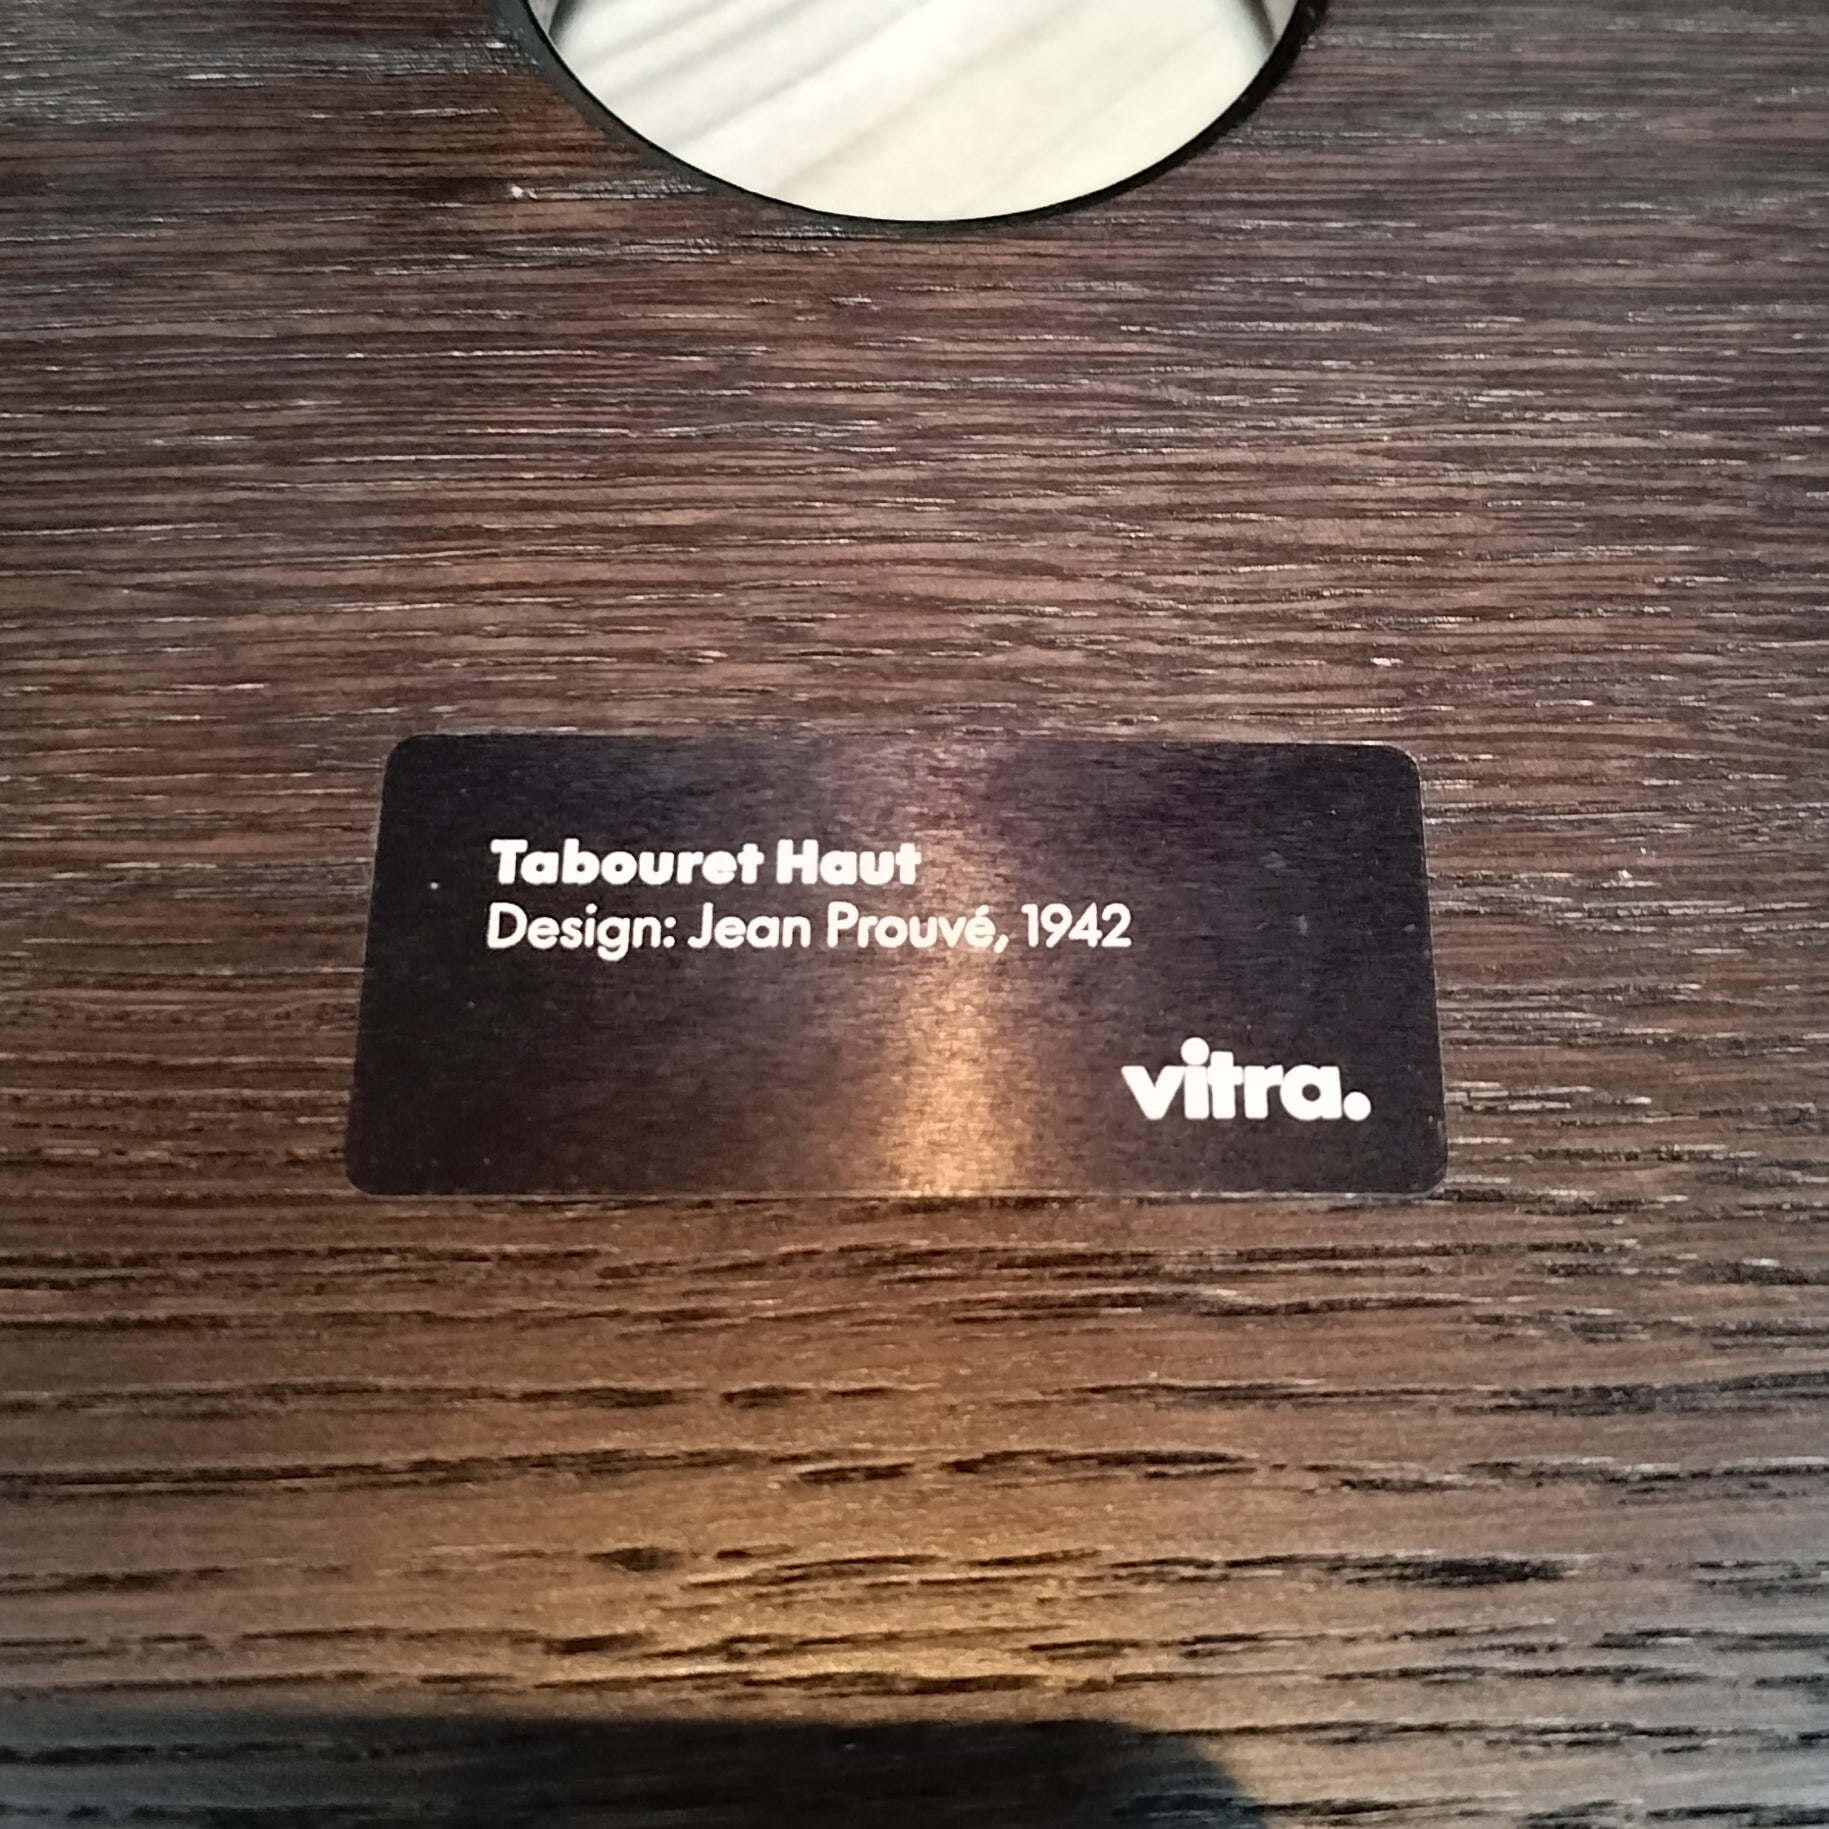 Tabouret Haut
Design: Jean Prouvé, 1942
vitra.